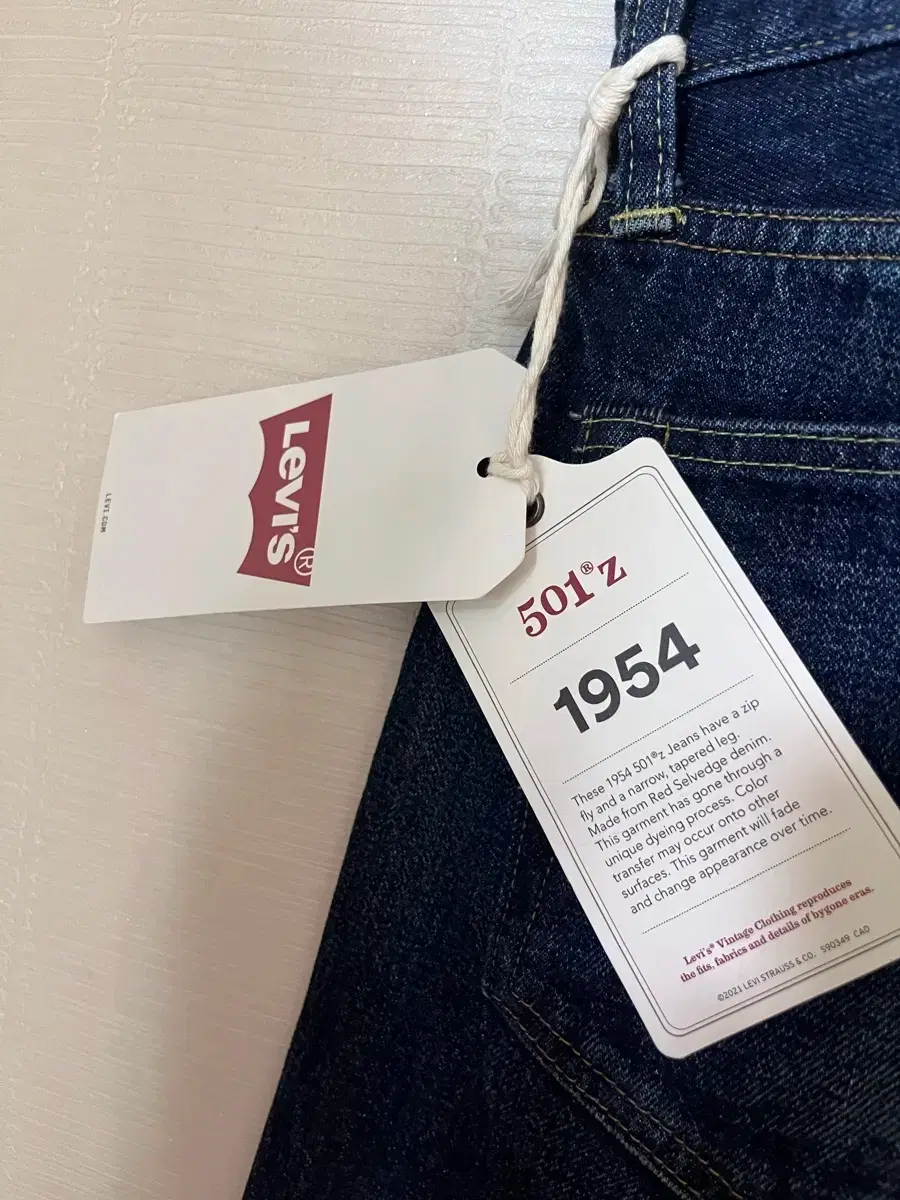 LEVI'S®
LEVI.COM
501®z
1954
These 1954 501®z Jeans have a zip
fly and a narrow, tapered leg.
Made from Red Selvedge denim.
This garment has gone through a
unique dyeing process. Color
transfer may occur onto other
surfaces. This garment will fade
and change appearance over time.
Levi's® Vintage Clothing reproduces
the fits, fabrics and details of bygone eras.
©2021 LEVI STRAUSS & CO. 590349 CAD